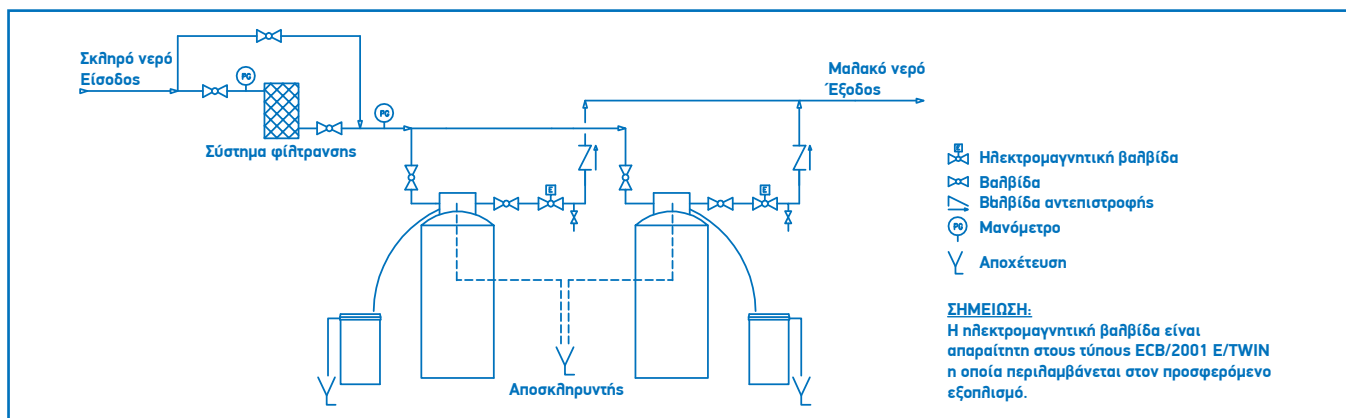 Σκληρό νερό
Είσοδος
PG
PG
Σύστημα φίλτρανσης
Μαλακό νερό
Έξοδος
E
E
Αποσκληρυντής
E Ηλεκτρομαγνητική βαλβίδα
Βαλβίδα
Βθλβίδα αντεπιστροφής
PG Μανόμετρο
Αποχέτευση
ΣΗΜΕΙΩΣΗ:
Η ηλεκτρομαγνητική βαλβίδα είναι
απαραίτητη στους τύπους ECB/2001 E/TWIN
η οποία περιλαμβάνεται στον προσφερόμενο
εξοπλισμό.